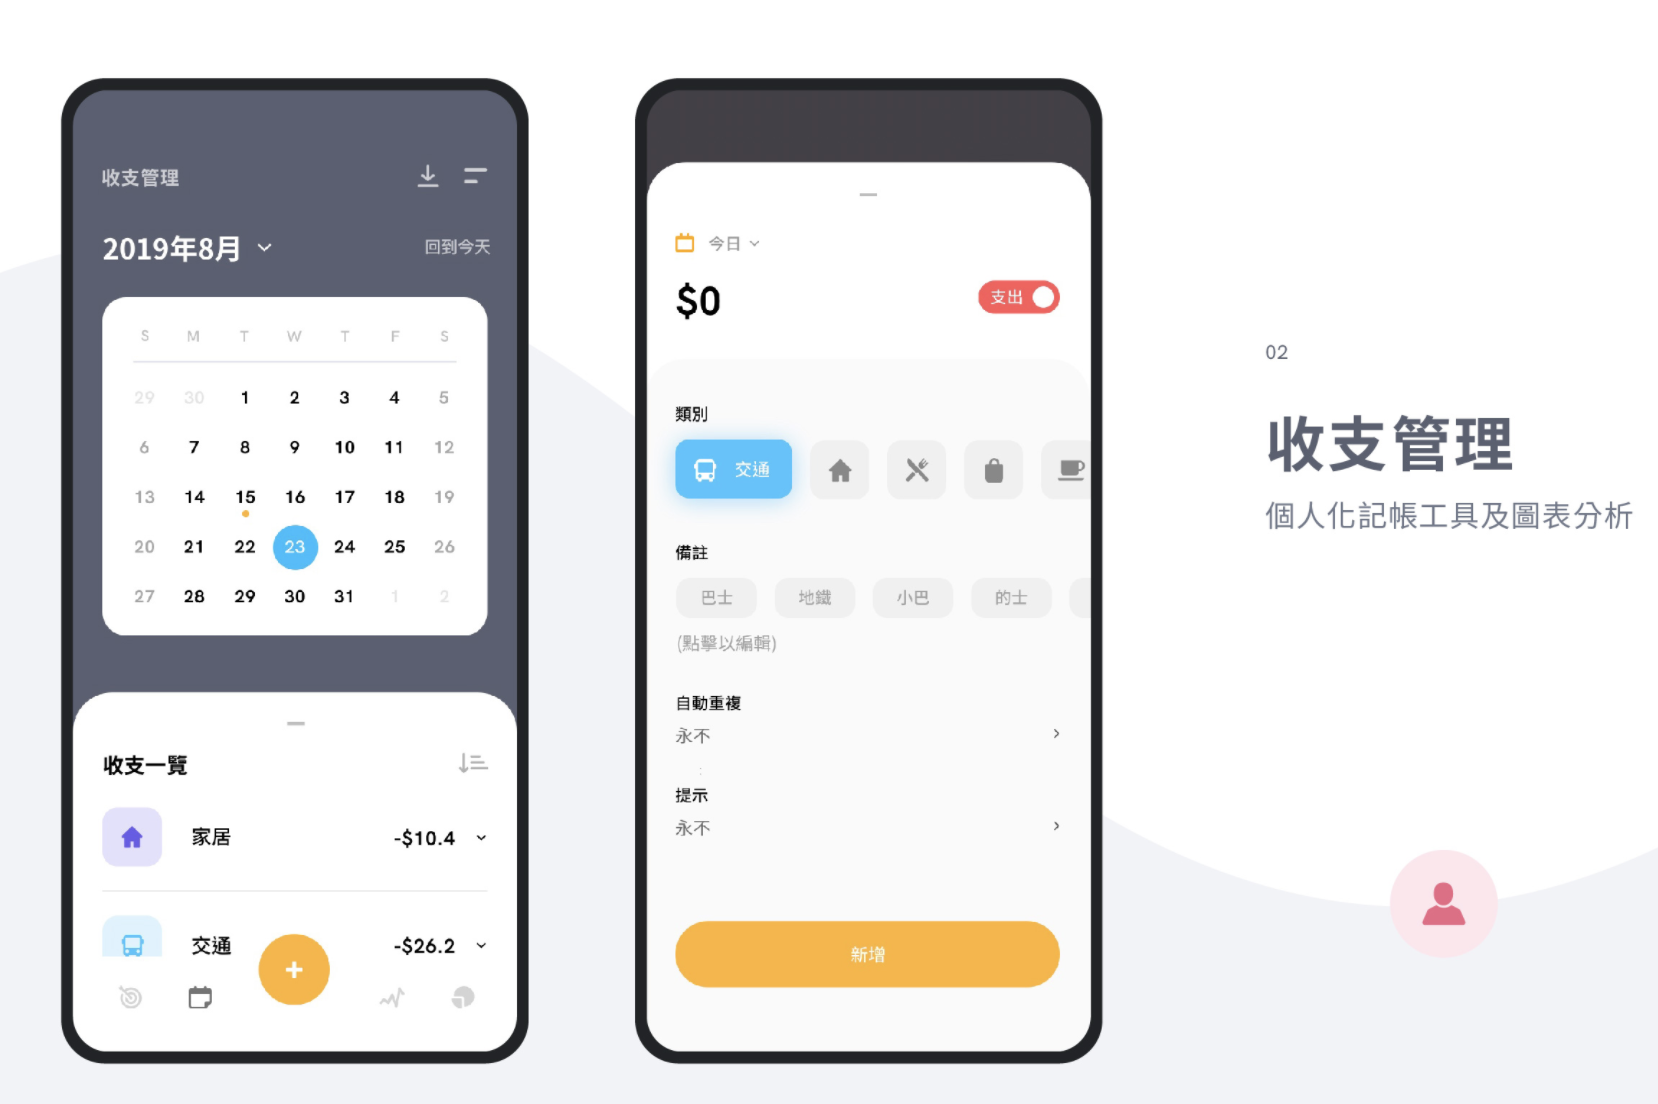 收支管理
2019年8月
回到今天
S M T W T F S
29 30 1 2 3 4 5
6 7 8 9 10 11 12
13 14 15 16 17 18 19
20 21 22 23 24 25 26
27 28 29 30 31 1 2
收支一覽
家居 -$10.4
交通 -$26.2
+
今日
$0
支出
類別
交通
備註
巴士 地鐵 小巴 的士
(點擊以編輯)
自動重複
永不
:
提示
永不
新增
02
收支管理
個人化記帳工具及圖表分析